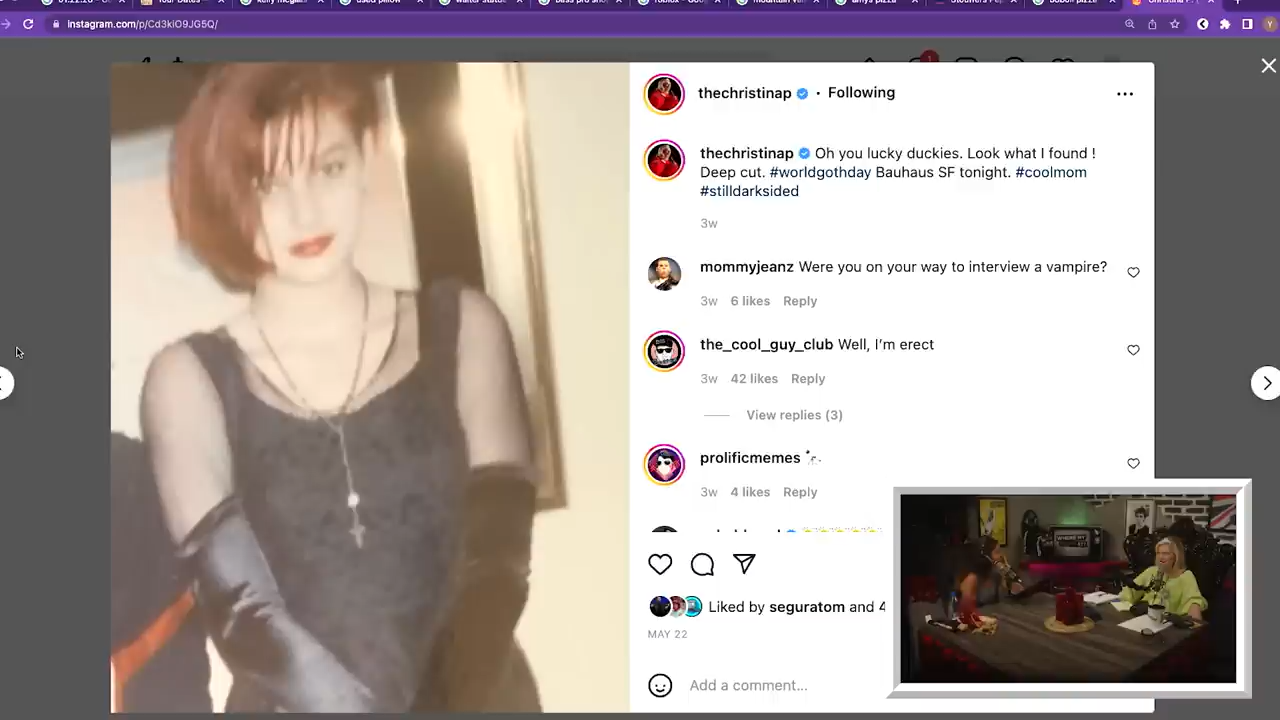 instagram.com/p/Cd3klO9JG5Q/
thechristinap • Following
thechristinap Oh you lucky duckies. Look what I found !
Deep cut. #worldgothday Bauhaus SF tonight. #coolmom
#stilldarksided
3w
mommyjeanz Were you on your way to interview a vampire?
3w 6 likes Reply
the_cool_guy_club Well, I’m erect
3w 42 likes Reply
View replies (3)
prolificmemes
3w 4 likes Reply
Liked by seguratom and 4
MAY 22
Add a comment...
WHERE MY